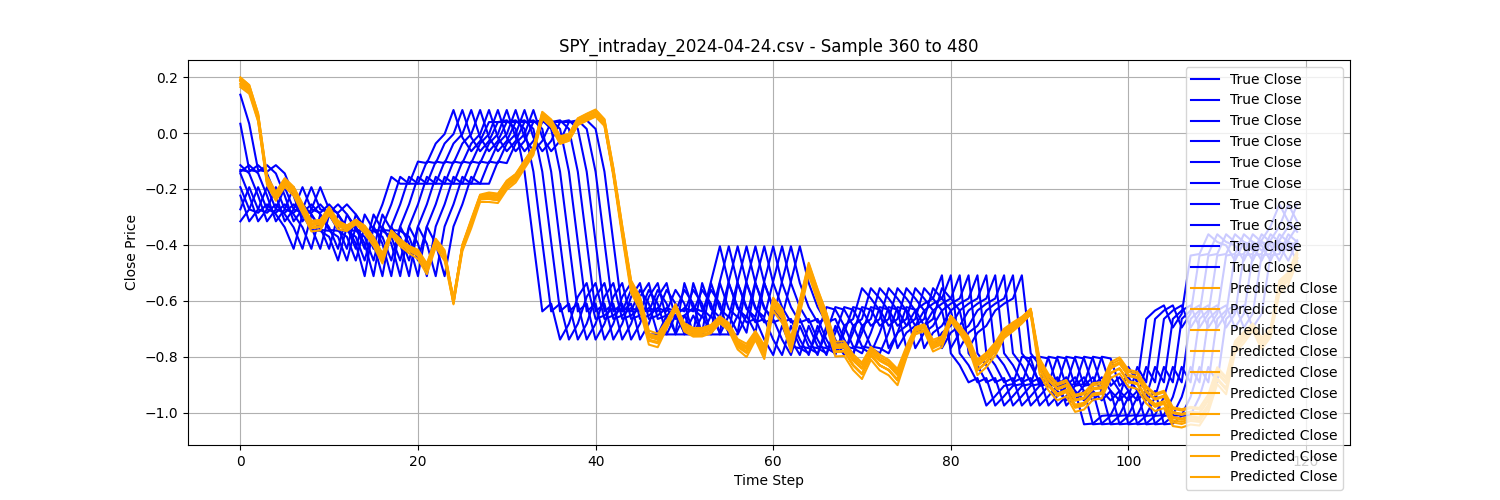 SPY_intraday_2024-04-24.csv - Sample 360 to 480
Close Price
0.2
0.0
−0.2
−0.4
−0.6
−0.8
−1.0
0
20
40
60
80
100
120
Time Step
True Close
True Close
True Close
True Close
True Close
True Close
True Close
True Close
True Close
True Close
Predicted Close
Predicted Close
Predicted Close
Predicted Close
Predicted Close
Predicted Close
Predicted Close
Predicted Close
Predicted Close
Predicted Close